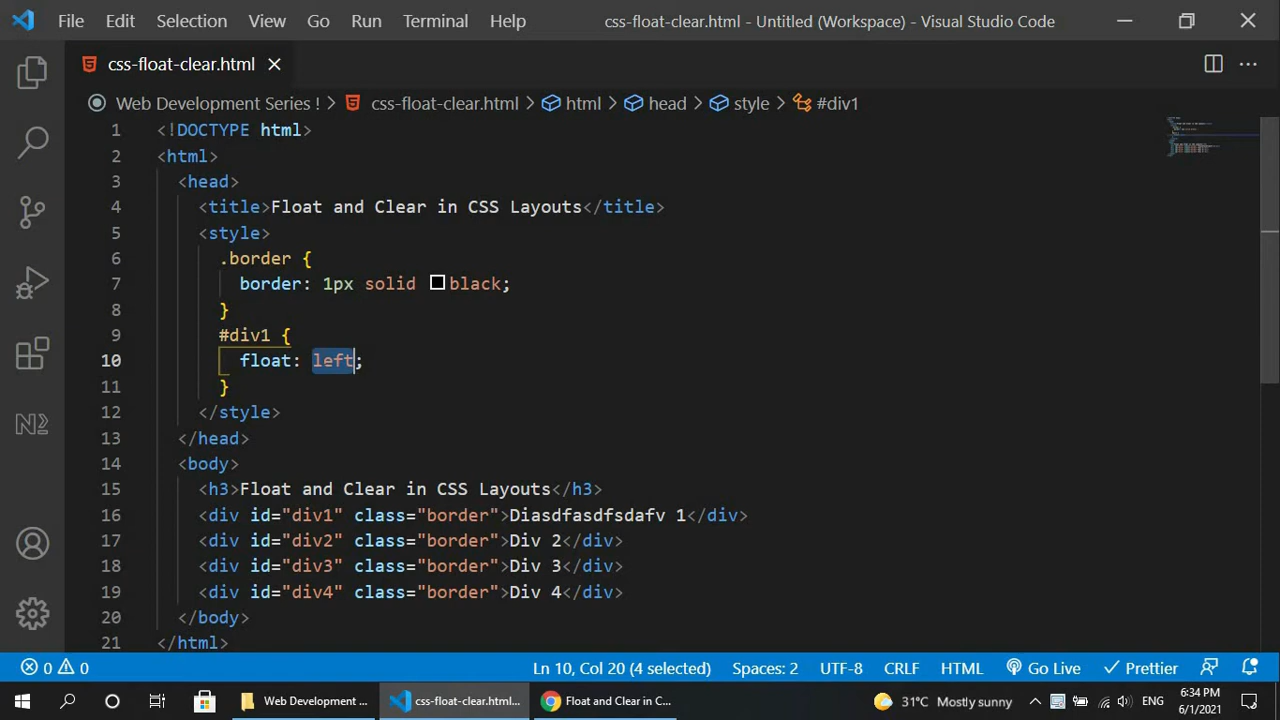 File Edit Selection View Go Run Terminal Help css-float-clear.html - Untitled (Workspace) - Visual Studio Code
css-float-clear.html
Web Development Series ! > css-float-clear.html > html > head > style > #div1
1 <!DOCTYPE html>
2 <html>
3 <head>
4 <title>Float and Clear in CSS Layouts</title>
5 <style>
6 .border {
7 border: 1px solid black;
8 }
9 #div1 {
10 float: left;
11 }
12 </style>
13 </head>
14 <body>
15 <h3>Float and Clear in CSS Layouts</h3>
16 <div id="div1" class="border">Diasdfasdfsdafv 1</div>
17 <div id="div2" class="border">Div 2</div>
18 <div id="div3" class="border">Div 3</div>
19 <div id="div4" class="border">Div 4</div>
20 </body>
21 </html>
0 0 Ln 10, Col 20 (4 selected) Spaces: 2 UTF-8 CRLF HTML Go Live Prettier
Web Development ... css-float-clear.html... Float and Clear in C... 31°C Mostly sunny ENG 6:34 PM
6/1/2021